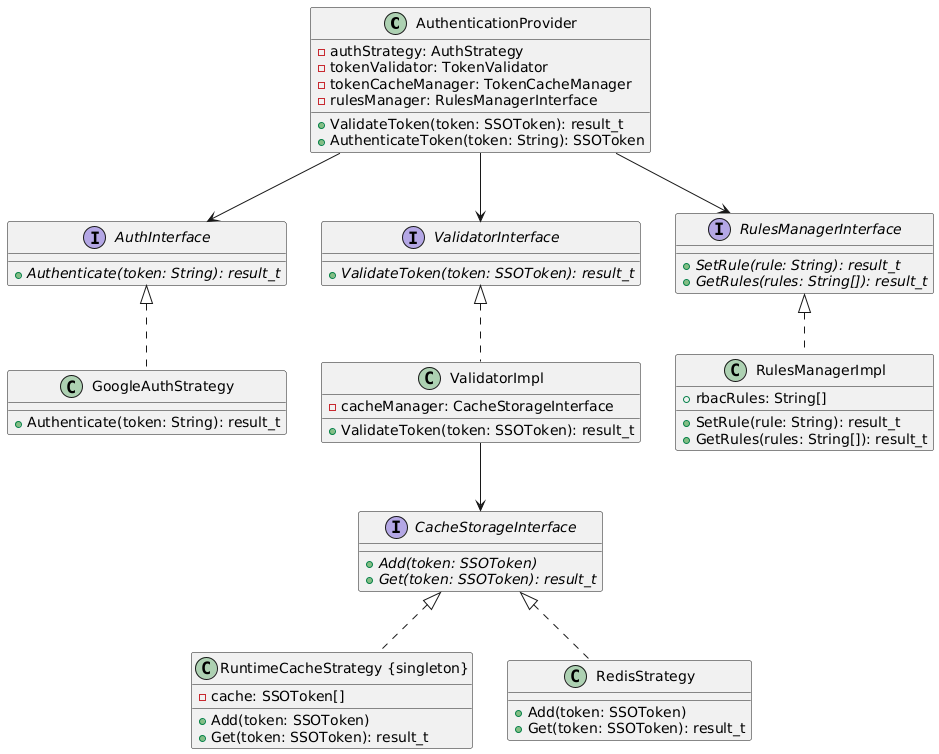 C AuthenticationProvider
authStrategy: AuthStrategy
tokenValidator: TokenValidator
tokenCacheManager: TokenCacheManager
rulesManager: RulesManagerInterface
ValidateToken(token: SSOToken): result_t
AuthenticateToken(token: String): SSOToken
I AuthInterface
Authenticate(token: String): result_t
I ValidatorInterface
ValidateToken(token: SSOToken): result_t
I RulesManagerInterface
SetRule(rule: String): result_t
GetRules(rules: String[]): result_t
C GoogleAuthStrategy
Authenticate(token: String): result_t
C ValidatorImpl
cacheManager: CacheStorageInterface
ValidateToken(token: SSOToken): result_t
C RulesManagerImpl
rbacRules: String[]
SetRule(rule: String): result_t
GetRules(rules: String[]): result_t
I CacheStorageInterface
Add(token: SSOToken)
Get(token: SSOToken): result_t
C RuntimeCacheStrategy {singleton}
cache: SSOToken[]
Add(token: SSOToken)
Get(token: SSOToken): result_t
C RedisStrategy
Add(token: SSOToken)
Get(token: SSOToken): result_t